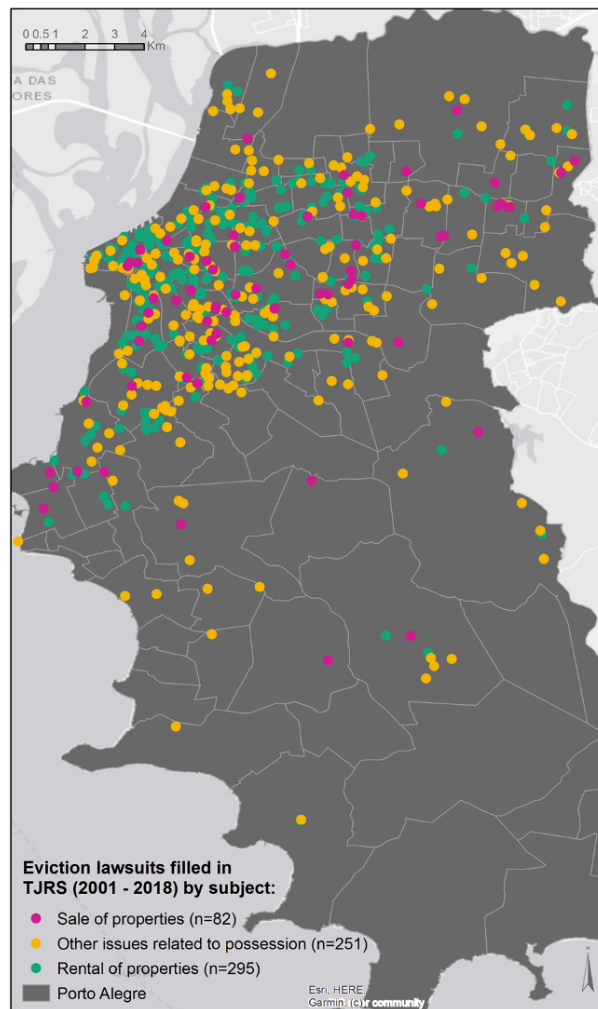 0 0.5 1 2 3 4
Km
A DAS
ORES
Eviction lawsuits filled in
TJRS (2001 - 2018) by subject:
Sale of properties (n=82)
Other issues related to possession (n=251)
Rental of properties (n=295)
Porto Alegre
Esri, HERE,
Garmin, (c) community